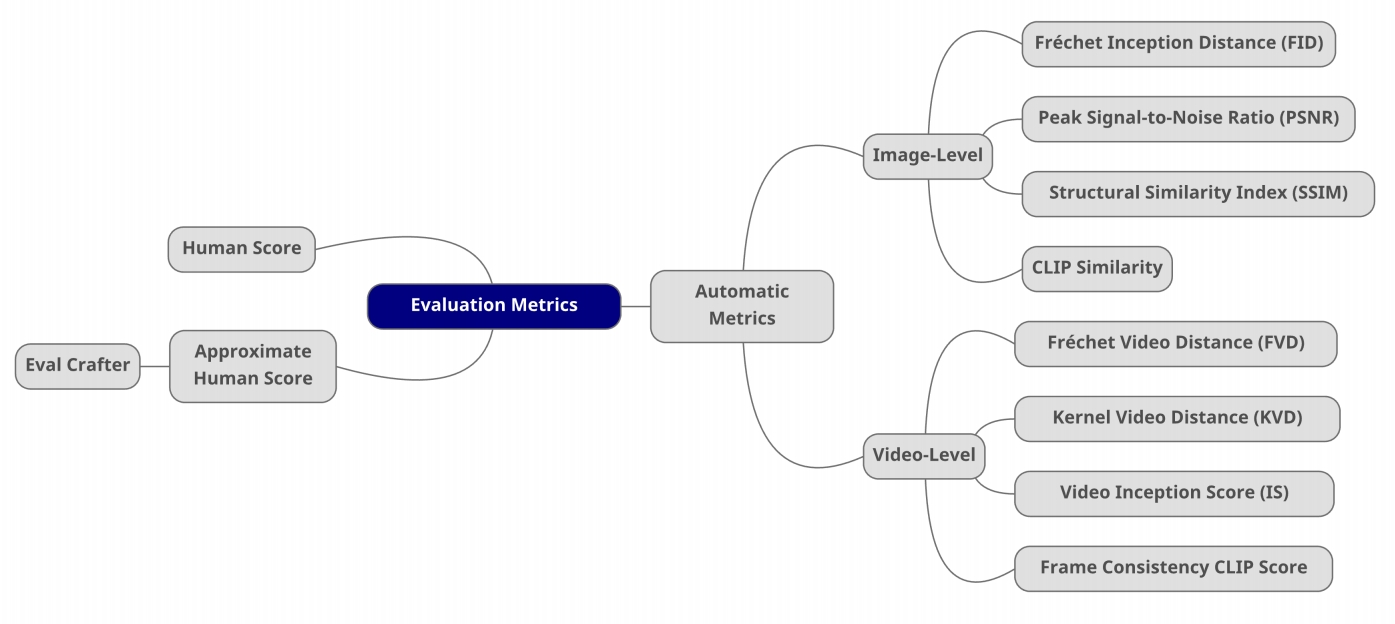 Fréchet Inception Distance (FID)
Peak Signal-to-Noise Ratio (PSNR)
Image-Level
Structural Similarity Index (SSIM)
Human Score
CLIP Similarity
Evaluation Metrics
Automatic
Metrics
Approximate
Human Score
Eval Crafter
Fréchet Video Distance (FVD)
Kernel Video Distance (KVD)
Video-Level
Video Inception Score (IS)
Frame Consistency CLIP Score